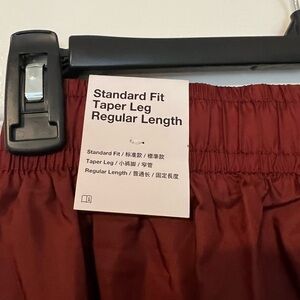 Standard Fit
Taper Leg
Regular Length
Standard Fit / 标准款 / 標準款
Taper Leg / 小裤脚 / 窄管
Regular Length / 普通长 / 固定長度